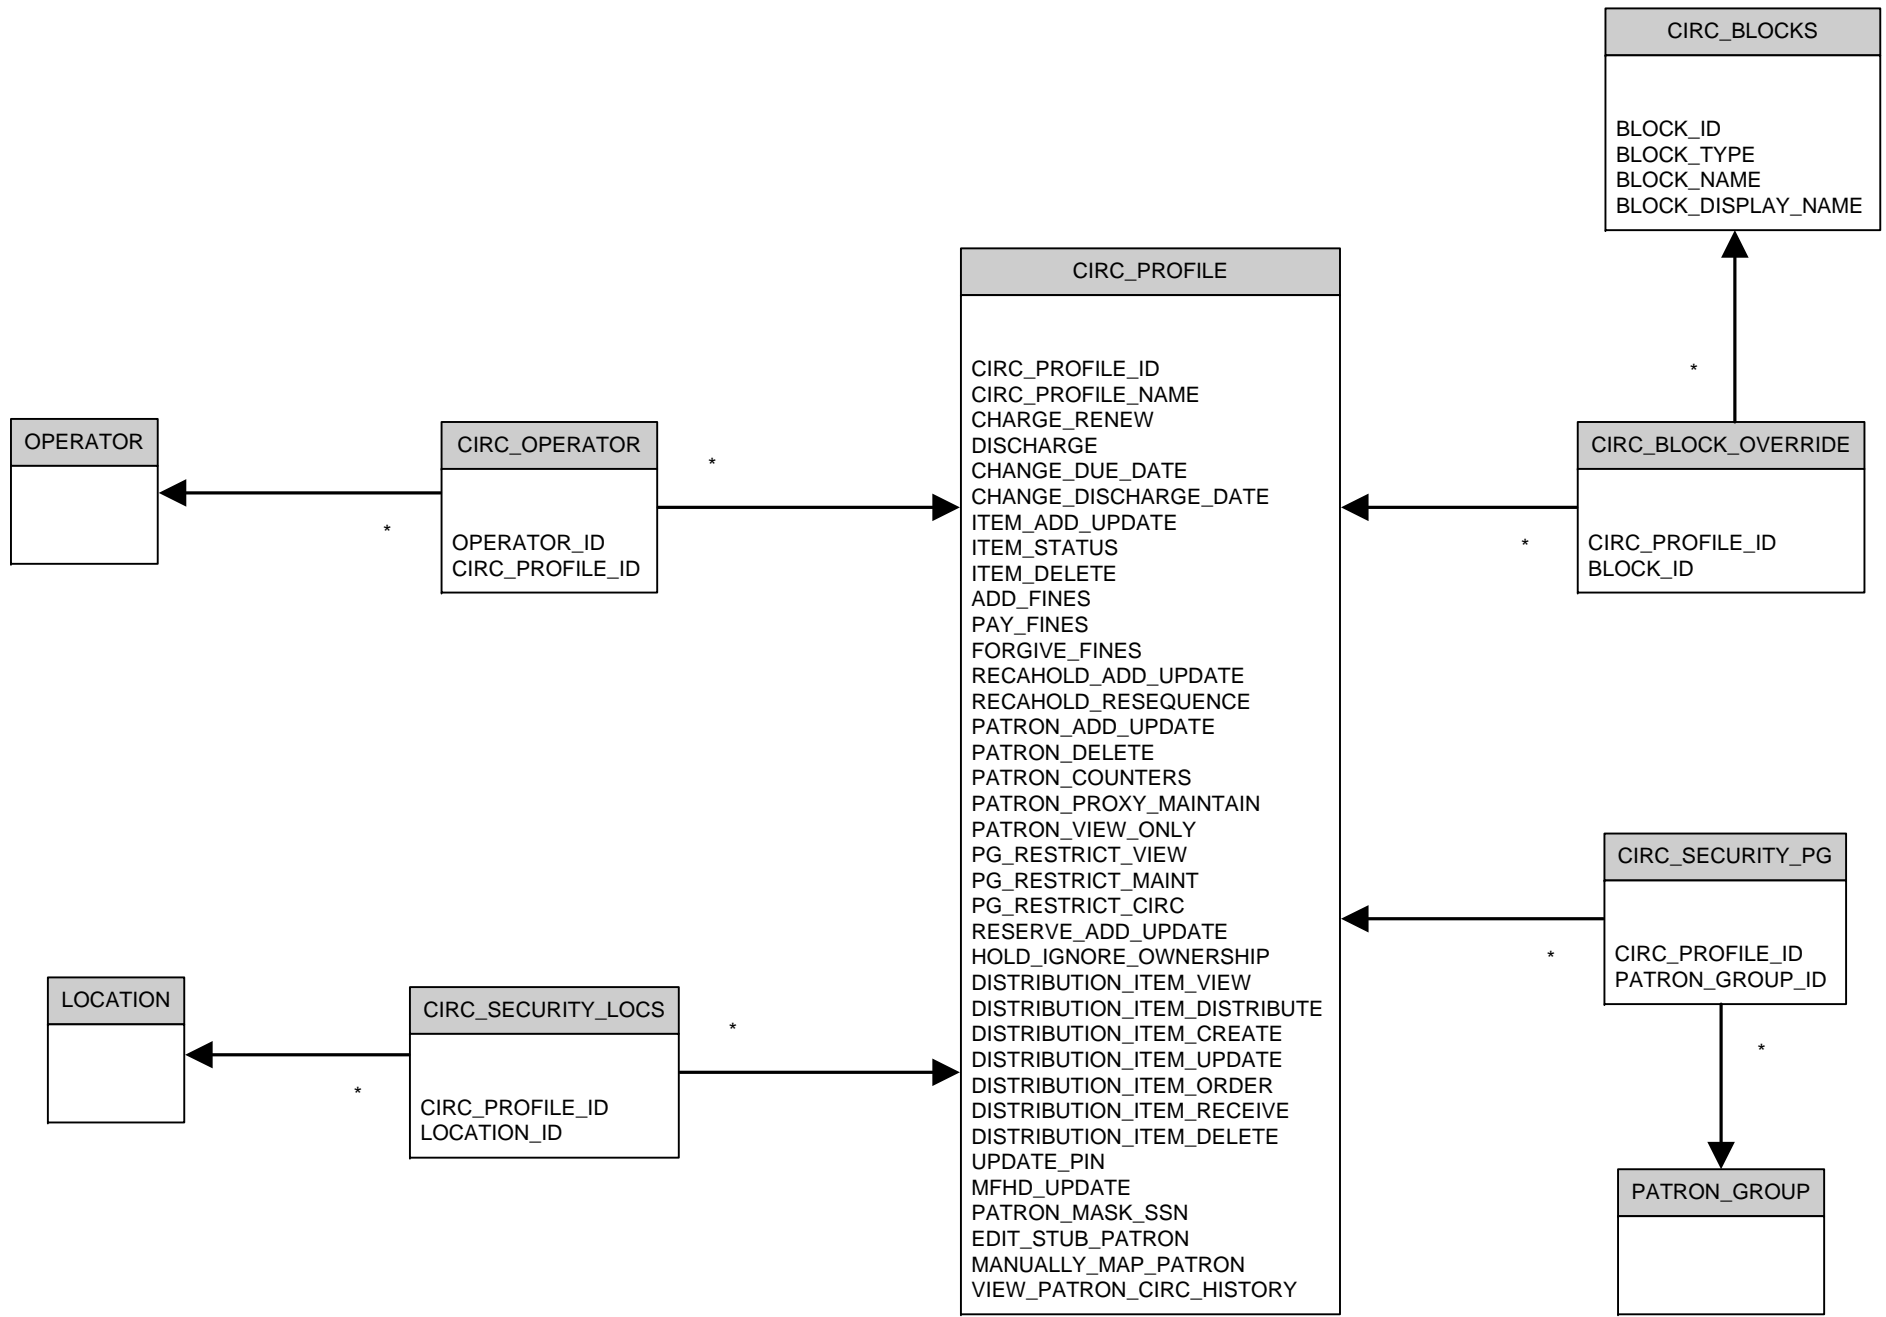 CIRC_BLOCKS
BLOCK_ID
BLOCK_TYPE
BLOCK_NAME
BLOCK_DISPLAY_NAME
*
CIRC_PROFILE
CIRC_PROFILE_ID
CIRC_PROFILE_NAME
CHARGE_RENEW
DISCHARGE
CHANGE_DUE_DATE
CHANGE_DISCHARGE_DATE
ITEM_ADD_UPDATE
ITEM_STATUS
ITEM_DELETE
ADD_FINES
PAY_FINES
FORGIVE_FINES
RECAHOLD_ADD_UPDATE
RECAHOLD_RESEQUENCE
PATRON_ADD_UPDATE
PATRON_DELETE
PATRON_COUNTERS
PATRON_PROXY_MAINTAIN
PATRON_VIEW_ONLY
PG_RESTRICT_VIEW
PG_RESTRICT_MAINT
PG_RESTRICT_CIRC
RESERVE_ADD_UPDATE
HOLD_IGNORE_OWNERSHIP
DISTRIBUTION_ITEM_VIEW
DISTRIBUTION_ITEM_DISTRIBUTE
DISTRIBUTION_ITEM_CREATE
DISTRIBUTION_ITEM_UPDATE
DISTRIBUTION_ITEM_ORDER
DISTRIBUTION_ITEM_RECEIVE
DISTRIBUTION_ITEM_DELETE
UPDATE_PIN
MFHD_UPDATE
PATRON_MASK_SSN
EDIT_STUB_PATRON
MANUALLY_MAP_PATRON
VIEW_PATRON_CIRC_HISTORY
OPERATOR
*
CIRC_OPERATOR
OPERATOR_ID
CIRC_PROFILE_ID
*
CIRC_BLOCK_OVERRIDE
CIRC_PROFILE_ID
BLOCK_ID
*
CIRC_SECURITY_PG
CIRC_PROFILE_ID
PATRON_GROUP_ID
*
*
LOCATION
*
CIRC_SECURITY_LOCS
CIRC_PROFILE_ID
LOCATION_ID
*
PATRON_GROUP